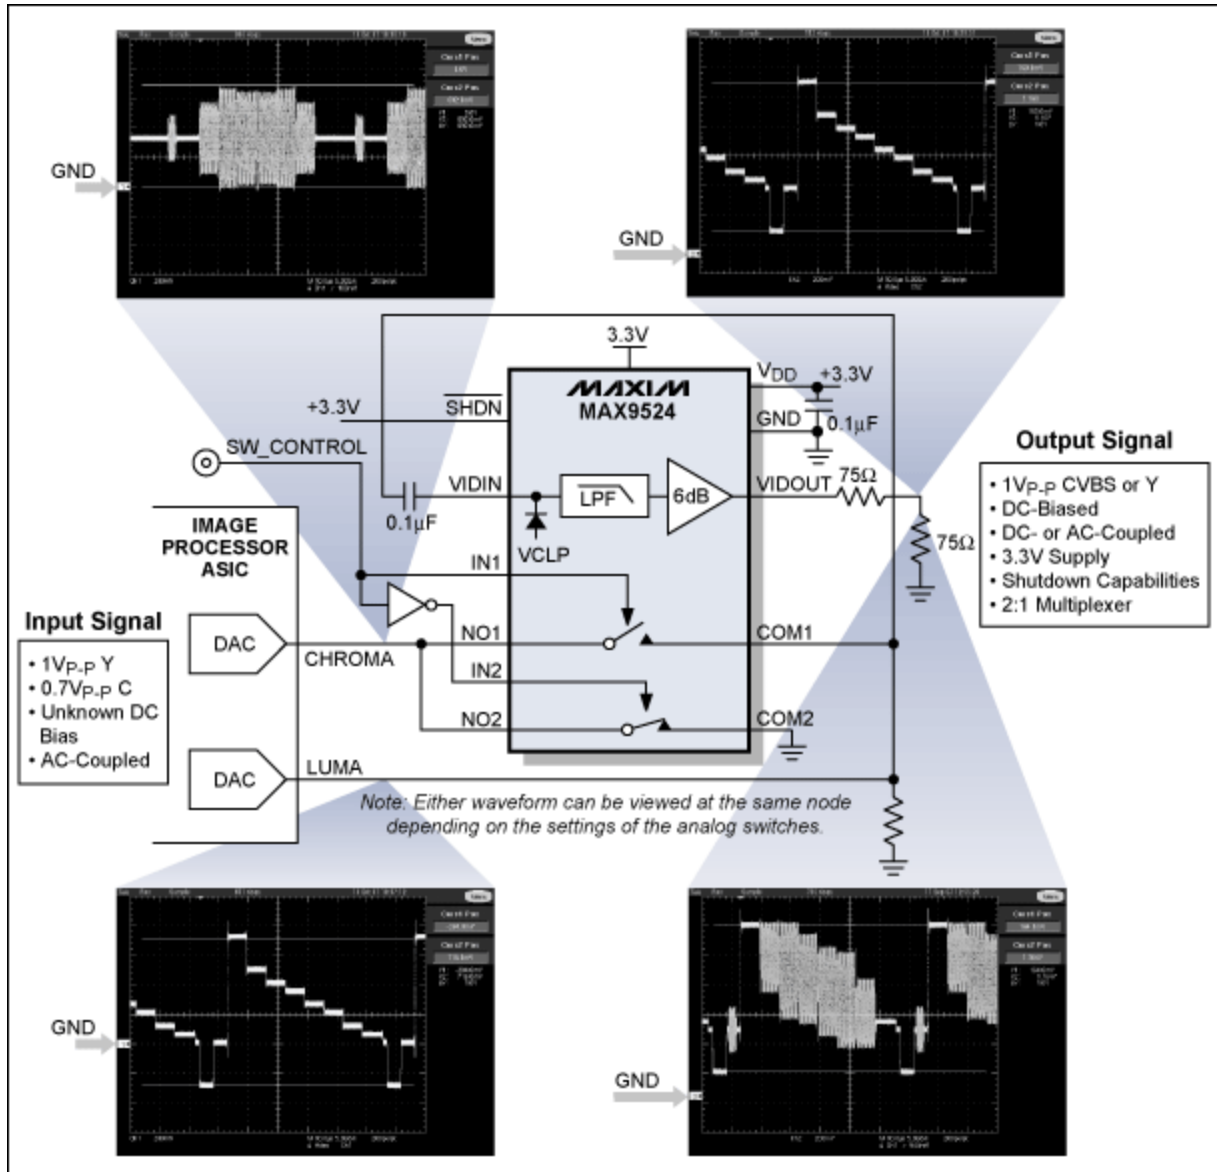 GND
GND
3.3V
MAXIM
MAX9524
VDD
+3.3V
+3.3V
SHDN
GND
0.1µF
SW_CONTROL
VIDIN
LPF
6dB
VIDOUT
75Ω
0.1µF
VCLP
75Ω
Output Signal
• 1VP-P CVBS or Y
• DC-Biased
• DC- or AC-Coupled
• 3.3V Supply
• Shutdown Capabilities
• 2:1 Multiplexer
IMAGE
PROCESSOR
ASIC
IN1
Input Signal
• 1VP-P Y
• 0.7VP-P C
• Unknown DC
Bias
• AC-Coupled
DAC
CHROMA
NO1
COM1
IN2
NO2
COM2
DAC
LUMA
Note: Either waveform can be viewed at the same node
depending on the settings of the analog switches.
GND
GND